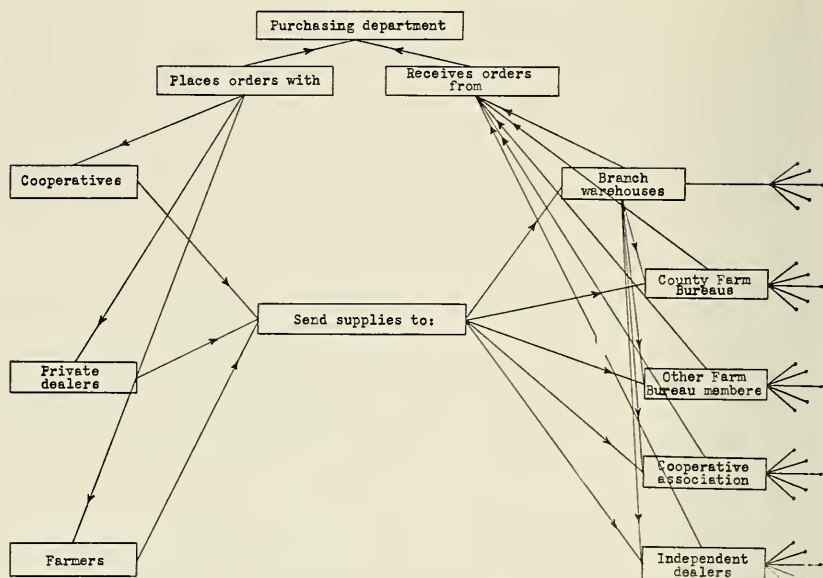 Purchasing department
Places orders with
Receives orders
from
Cooperatives
Branch
warehouses
County Farm
Bureaus
Send supplies to:
Private
dealers
Other Farm
Bureau members
Cooperative
association
Farmers
Independent
dealers